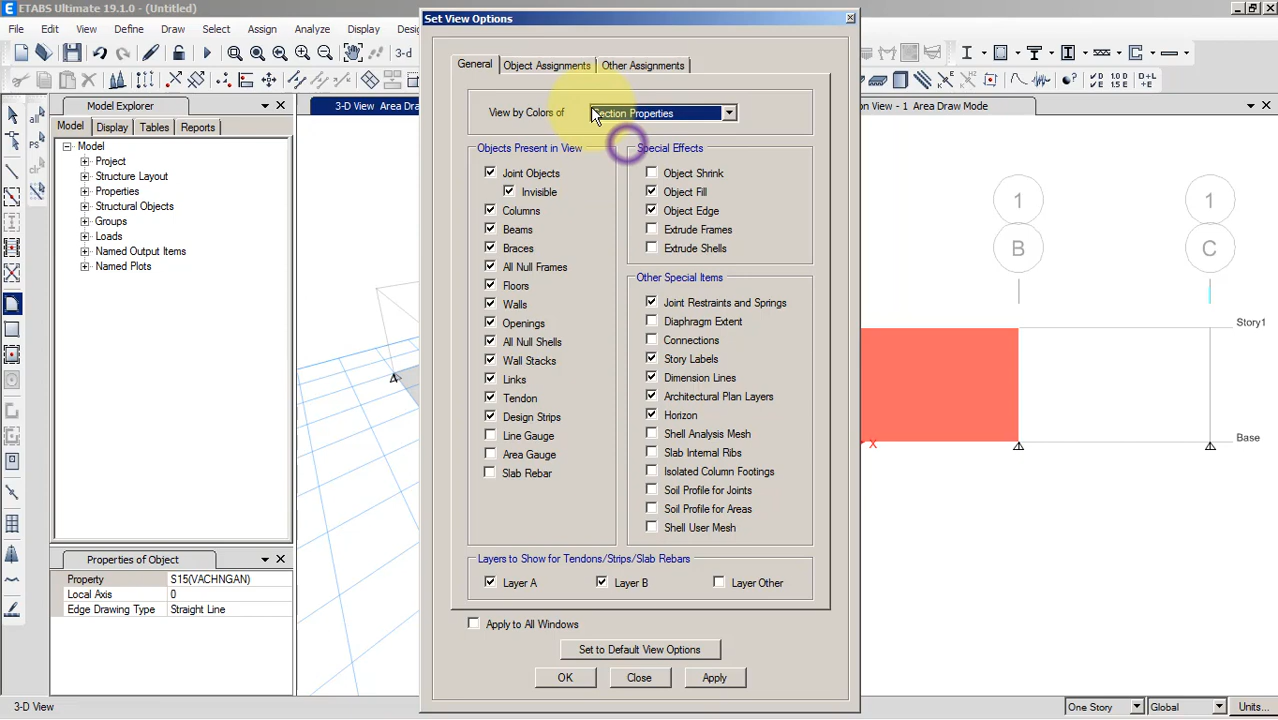 ETABS Ultimate 19.1.0 - (Untitled)
File Edit View Define Draw Select Assign Analyze Display
3-d
Model Explorer
Model Display Tables Reports
Model
Project
Structure Layout
Properties
Structural Objects
Groups
Loads
Named Output Items
Named Plots
Properties of Object
Property S15(VACHNGAN)
Local Axis 0
Edge Drawing Type Straight Line
3-D View
Set View Options
General Object Assignments Other Assignments
View by Colors of Section Properties
Objects Present in View
Joint Objects
Invisible
Columns
Beams
Braces
All Null Frames
Floors
Walls
Openings
All Null Shells
Wall Stacks
Links
Tendon
Design Strips
Line Gauge
Area Gauge
Slab Rebar
Special Effects
Object Shrink
Object Fill
Object Edge
Extrude Frames
Extrude Shells
Other Special Items
Joint Restraints and Springs
Diaphragm Extent
Connections
Story Labels
Dimension Lines
Architectural Plan Layers
Horizon
Shell Analysis Mesh
Slab Internal Ribs
Isolated Column Footings
Soil Profile for Joints
Soil Profile for Areas
Shell User Mesh
Layers to Show for Tendons/Strips/Slab Rebars
Layer A Layer B Layer Other
Apply to All Windows
Set to Default View Options
OK Close Apply
View - 1 Area Draw Mode
1 1
B C
Story1
Base
X
One Story Global Units...